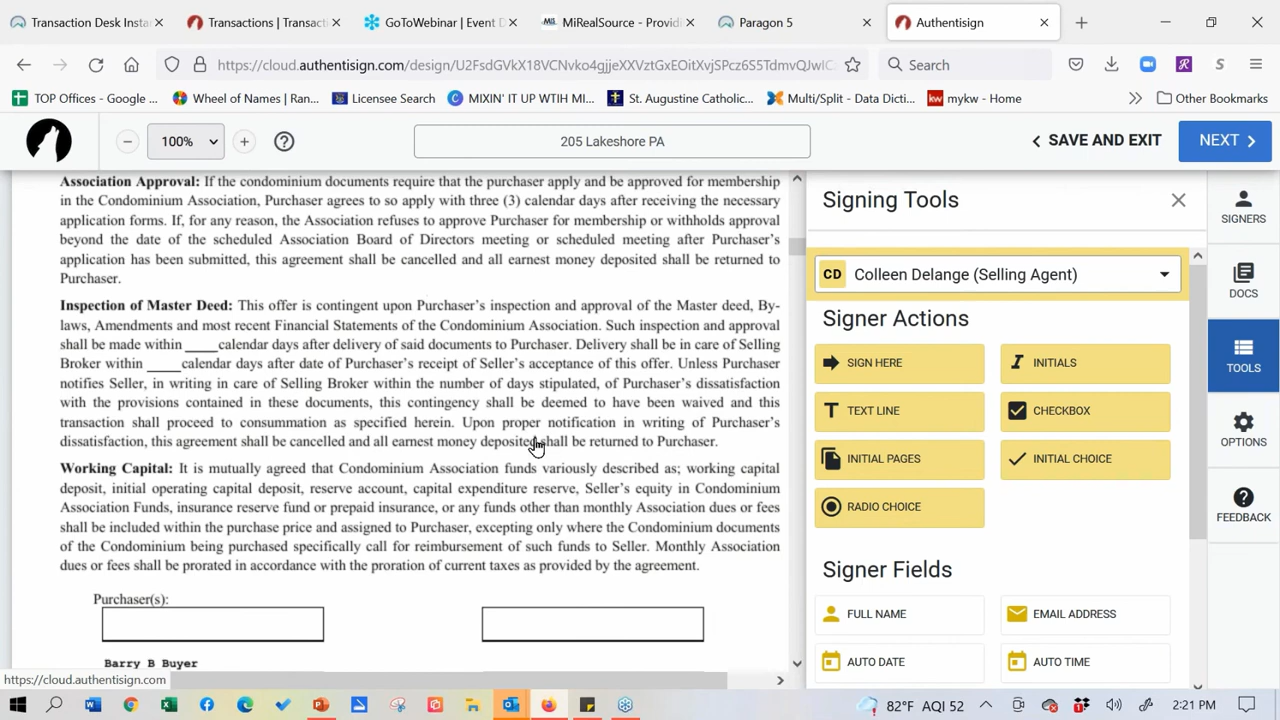 Transaction Desk Insta
Transactions | Transact
GoToWebinar | Event D
MiRealSource - Providi
Paragon 5
Authentisign
https://cloud.authentisign.com/design/
Search
TOP Offices - Google ...
Wheel of Names | Ran...
Licensee Search
MIXIN' IT UP WTIH MI...
St. Augustine Catholic...
Multi/Split - Data Dicti...
kw
mykw - Home
Other Bookmarks
100%
205 Lakeshore PA
SAVE AND EXIT
NEXT
Association Approval: If the condominium documents require that the purchaser apply and be approved for membership
in the Condominium Association, Purchaser agrees to so apply with three (3) calendar days after receiving the necessary
application forms. If, for any reason, the Association refuses to approve Purchaser for membership or withholds approval
beyond the date of the scheduled Association Board of Directors meeting or scheduled meeting after Purchaser's
application has been submitted, this agreement shall be cancelled and all earnest money deposited shall be returned to
Purchaser.
Inspection of Master Deed: This offer is contingent upon Purchaser's inspection and approval of the Master deed, By-
laws, Amendments and most recent Financial Statements of the Condominium Association. Such inspection and approval
shall be made within _____calendar days after delivery of said documents to Purchaser. Delivery shall be in care of Selling
Broker within _____calendar days after date of Purchaser's receipt of Seller's acceptance of this offer. Unless Purchaser
notifies Seller, in writing in care of Selling Broker within the number of days stipulated, of Purchaser's dissatisfaction
with the provisions contained in these documents, this contingency shall be deemed to have been waived and this
transaction shall proceed to consummation as specified herein. Upon proper notification in writing of Purchaser's
dissatisfaction, this agreement shall be cancelled and all earnest money deposited shall be returned to Purchaser.
Working Capital: It is mutually agreed that Condominium Association funds variously described as; working capital
deposit, initial operating capital deposit, reserve account, capital expenditure reserve, Seller's equity in Condominium
Association Funds, insurance reserve fund or prepaid insurance, or any funds other than monthly Association dues or fees
shall be included within the purchase price and assigned to Purchaser, excepting only where the Condominium documents
of the Condominium being purchased specifically call for reimbursement of such funds to Seller. Monthly Association
dues or fees shall be prorated in accordance with the proration of current taxes as provided by the agreement.
Purchaser(s):
Barry B Buyer
https://cloud.authentisign.com
Signing Tools
CD
Colleen Delange (Selling Agent)
Signer Actions
SIGN HERE
INITIALS
TEXT LINE
CHECKBOX
INITIAL PAGES
INITIAL CHOICE
RADIO CHOICE
Signer Fields
FULL NAME
EMAIL ADDRESS
AUTO DATE
AUTO TIME
SIGNERS
DOCS
TOOLS
OPTIONS
FEEDBACK
82°F AQI 52
2:21 PM